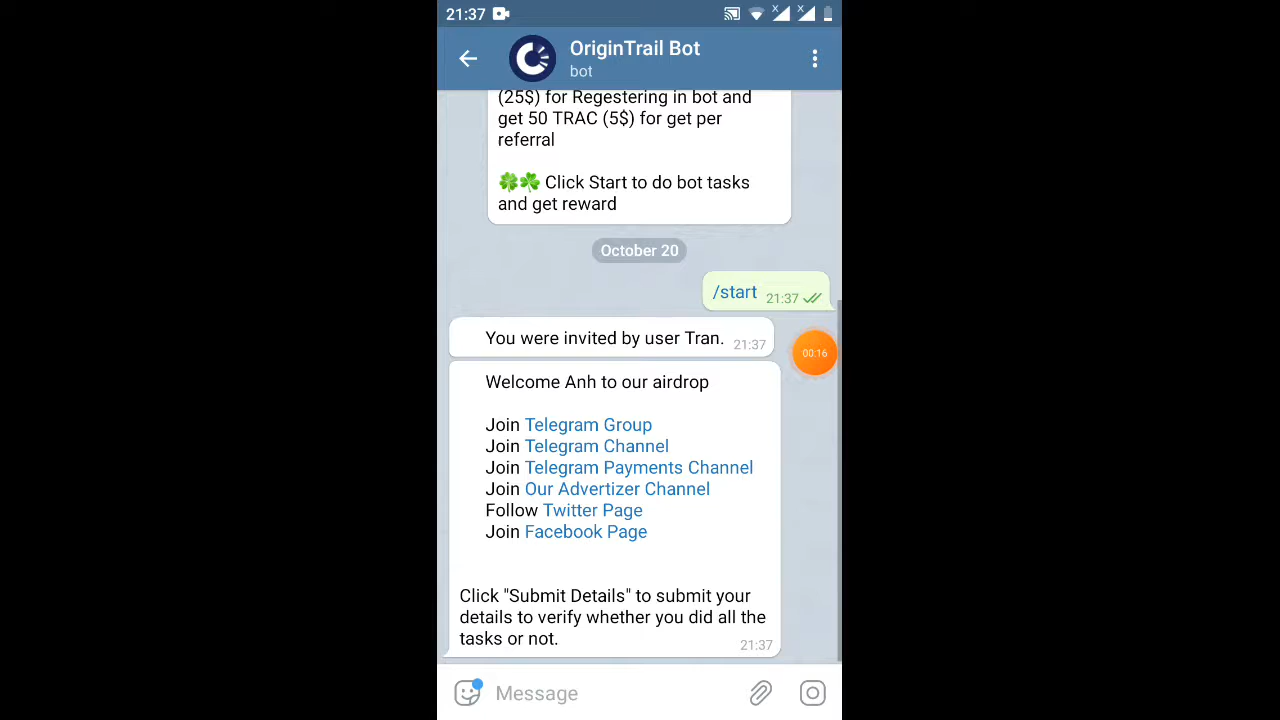 21:37
OriginTrail Bot
bot
(25$) for Regestering in bot and
get 50 TRAC (5$) for get per
referral
🍀☘️ Click Start to do bot tasks
and get reward
October 20
/start 21:37
You were invited by user Tran. 21:37
00:16
Welcome Anh to our airdrop
Join Telegram Group
Join Telegram Channel
Join Telegram Payments Channel
Join Our Advertizer Channel
Follow Twitter Page
Join Facebook Page
Click "Submit Details" to submit your
details to verify whether you did all the
tasks or not. 21:37
Message